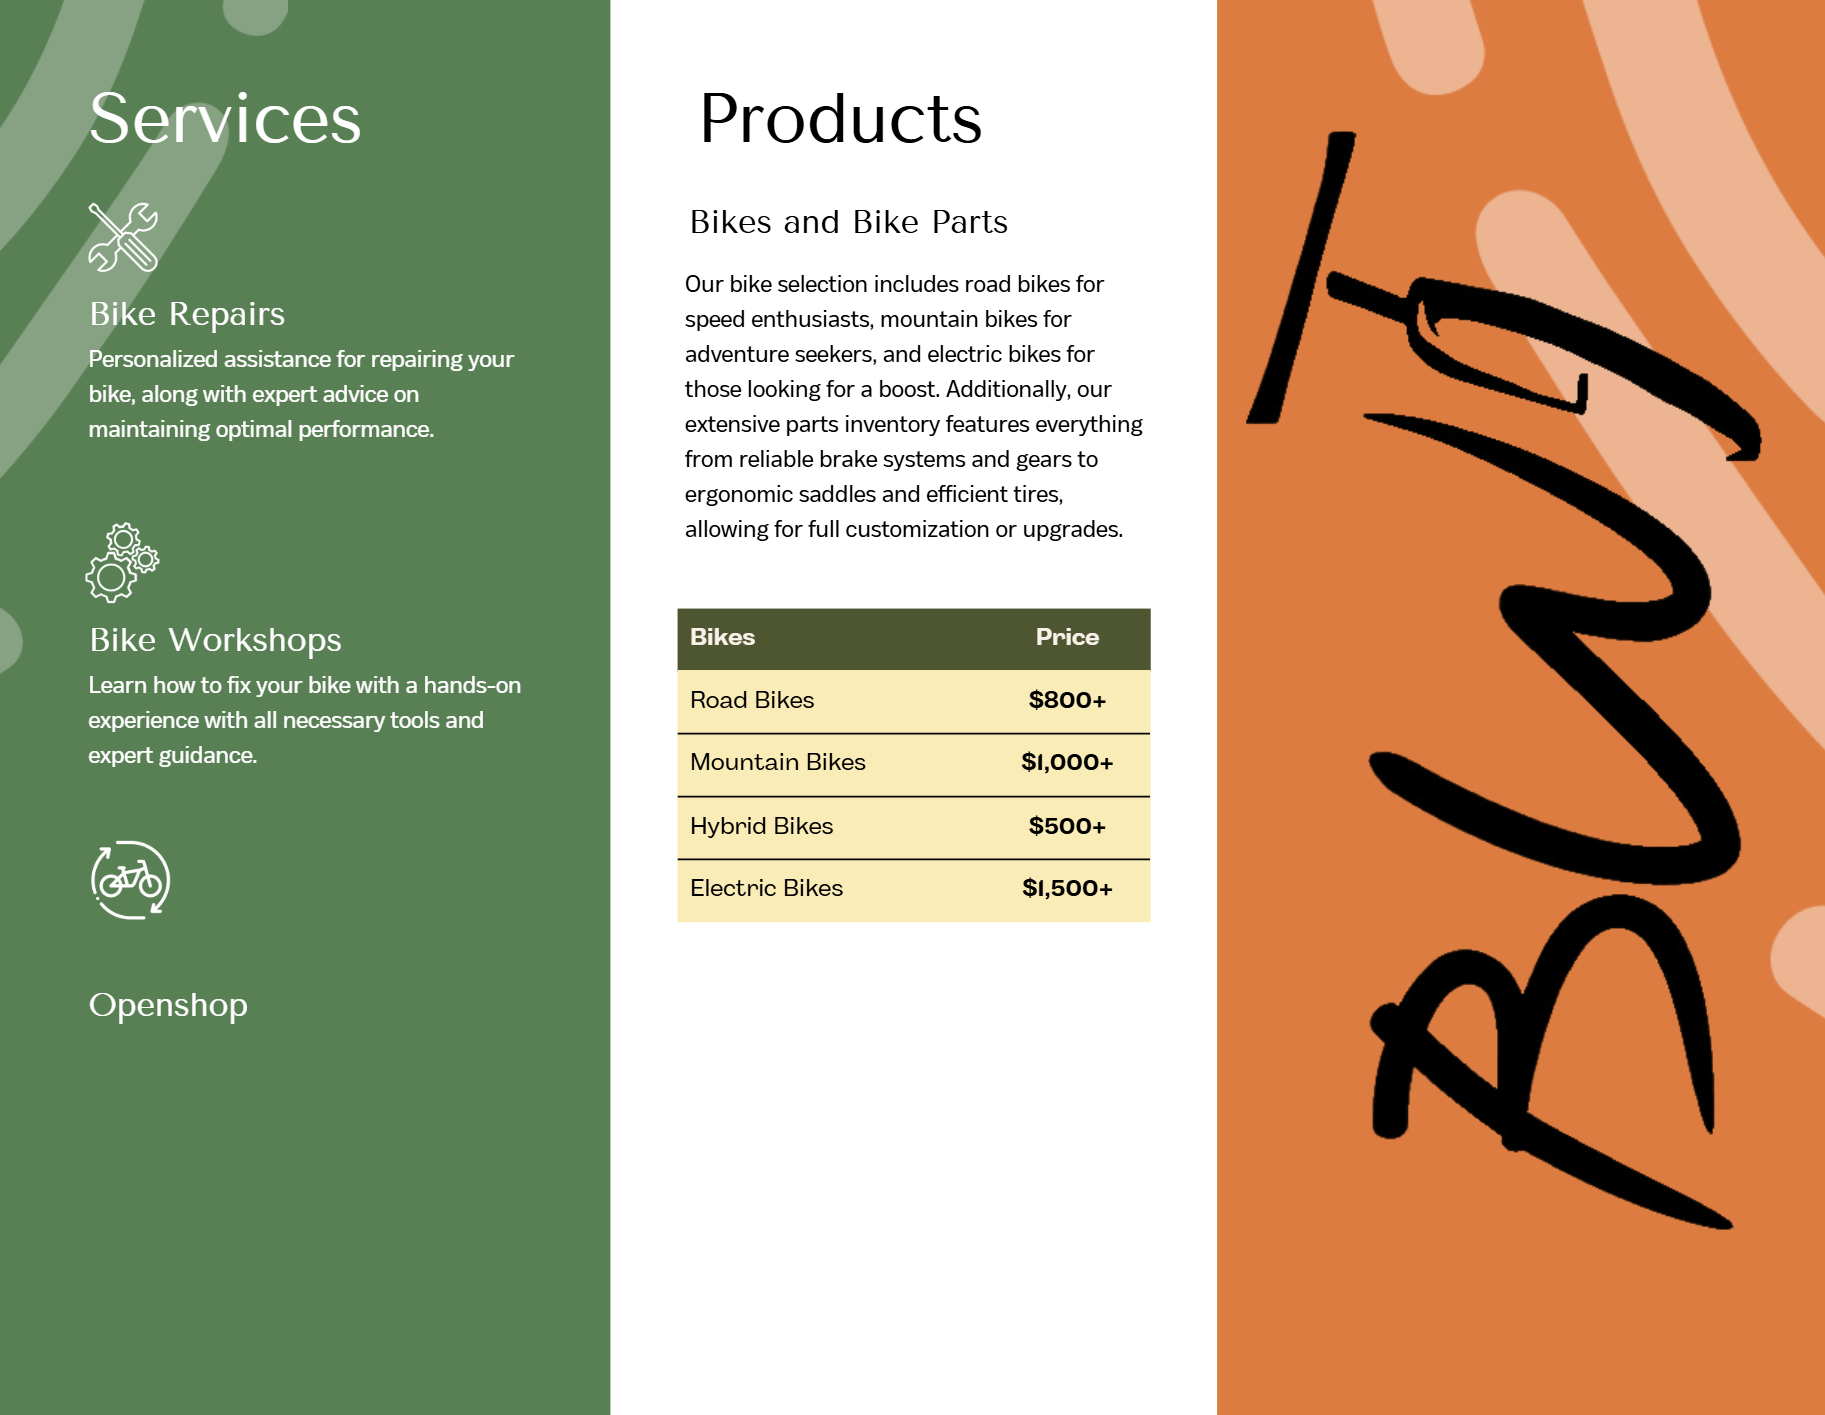 Services
Bike Repairs
Personalized assistance for repairing your
bike, along with expert advice on
maintaining optimal performance.
Bike Workshops
Learn how to fix your bike with a hands-on
experience with all necessary tools and
expert guidance.
Openshop
Products
Bikes and Bike Parts
Our bike selection includes road bikes for
speed enthusiasts, mountain bikes for
adventure seekers, and electric bikes for
those looking for a boost. Additionally, our
extensive parts inventory features everything
from reliable brake systems and gears to
ergonomic saddles and efficient tires,
allowing for full customization or upgrades.
Bikes Price
Road Bikes $800+
Mountain Bikes $1,000+
Hybrid Bikes $500+
Electric Bikes $1,500+